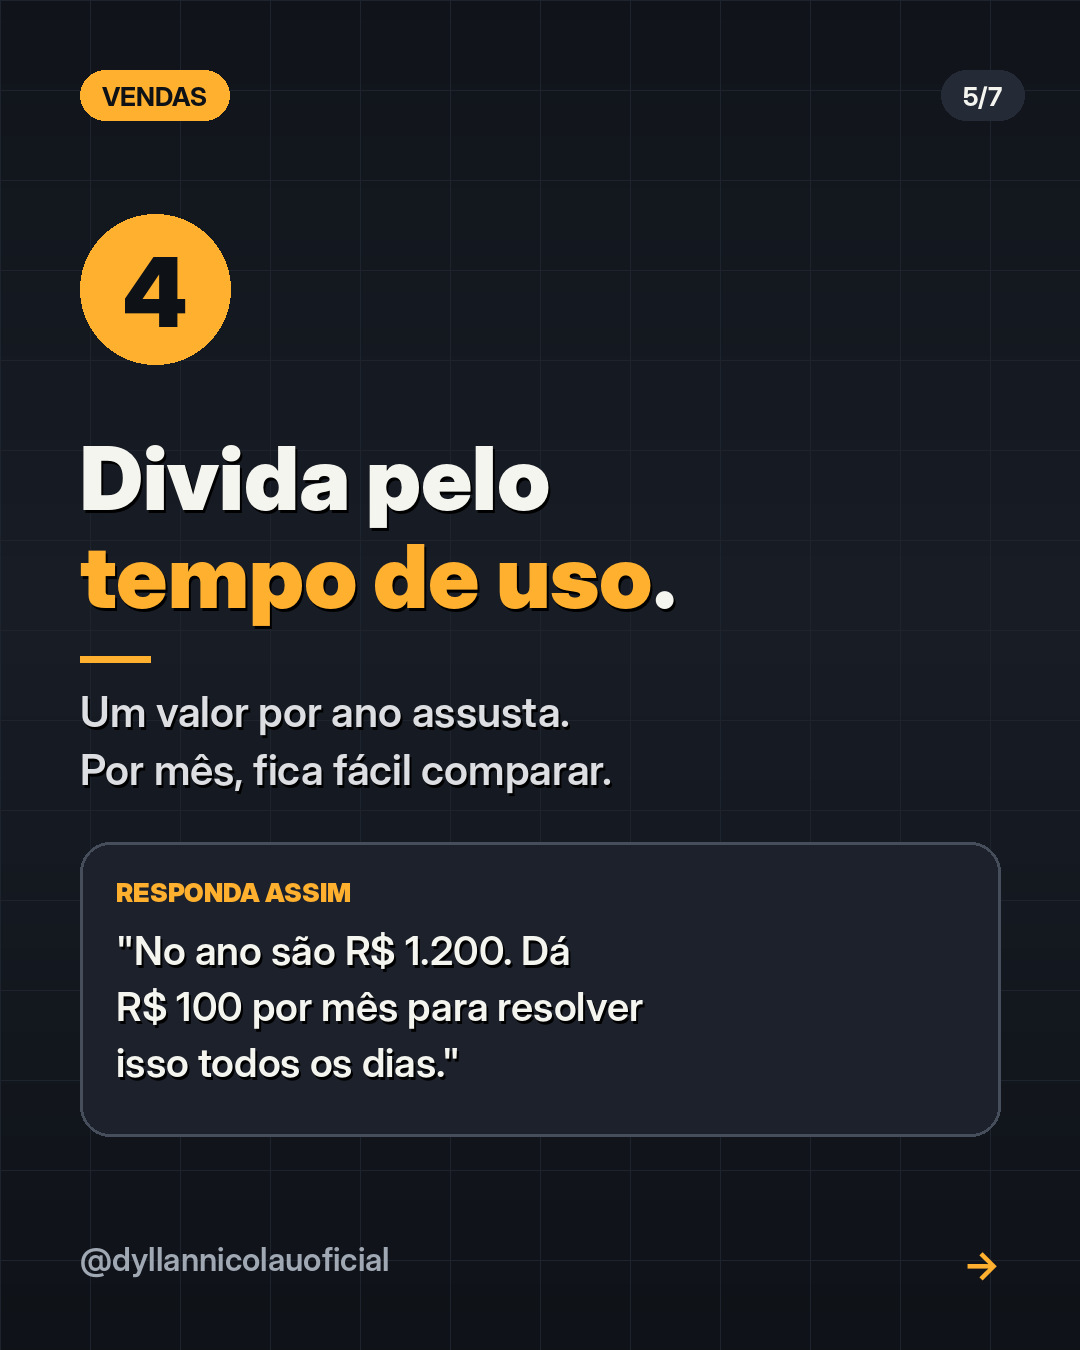 VENDAS
5/7
4
Divida pelo
tempo de uso.
Um valor por ano assusta.
Por mês, fica fácil comparar.
RESPONDA ASSIM
"No ano são R$ 1.200. Dá
R$ 100 por mês para resolver
isso todos os dias."
@dyllannicolauoficial
→